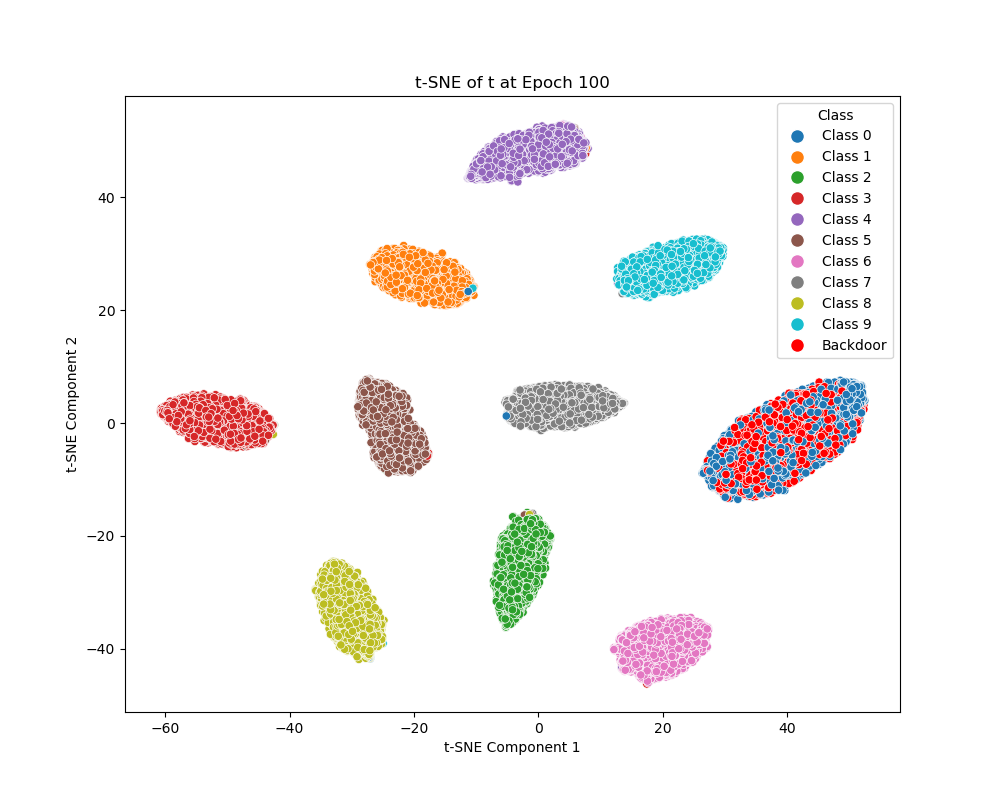 t-SNE of t at Epoch 100
Class
Class 0
Class 1
Class 2
Class 3
Class 4
Class 5
Class 6
Class 7
Class 8
Class 9
Backdoor
40
20
0
−20
−40
t-SNE Component 2
−60 −40 −20 0 20 40
t-SNE Component 1